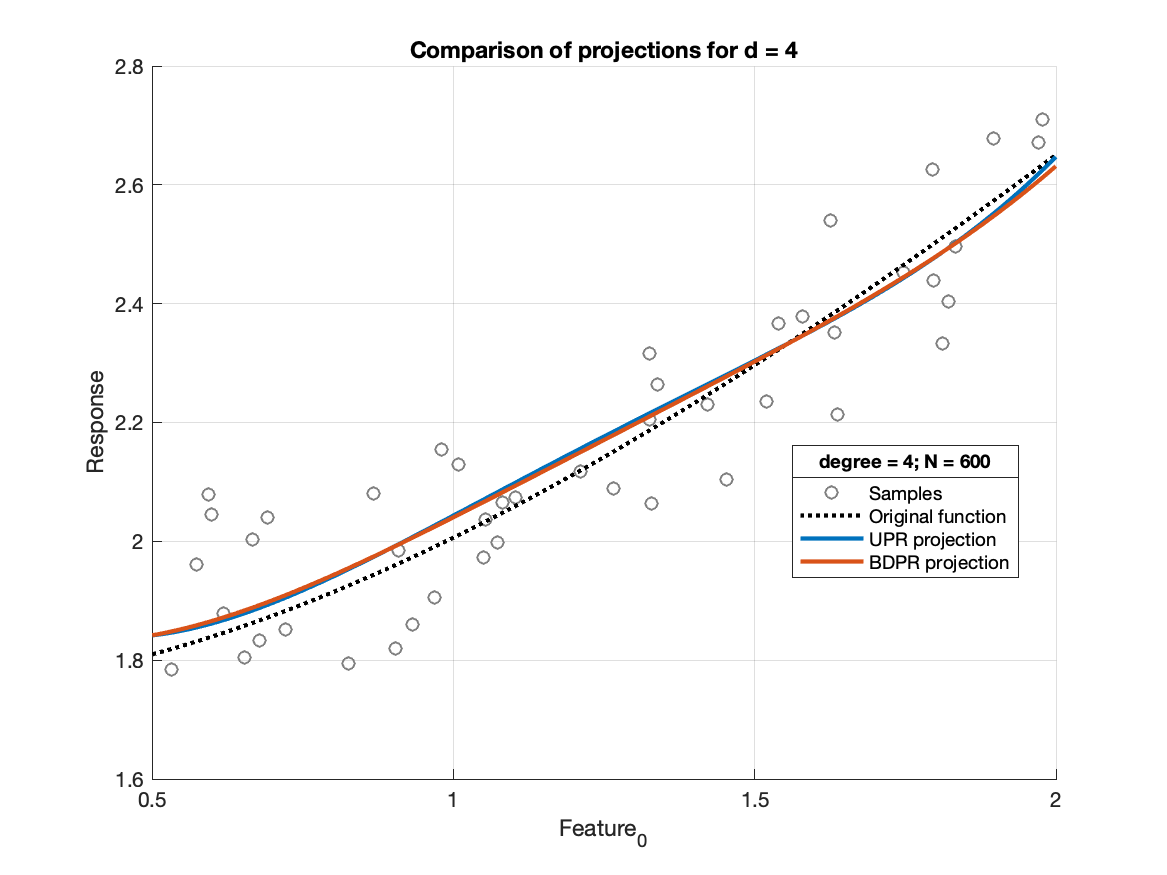 Comparison of projections for d = 4
2.8
2.6
2.4
2.2
2
1.8
1.6
Response
0.5
1
1.5
2
Feature₀
degree = 4; N = 600
Samples
Original function
UPR projection
BDPR projection